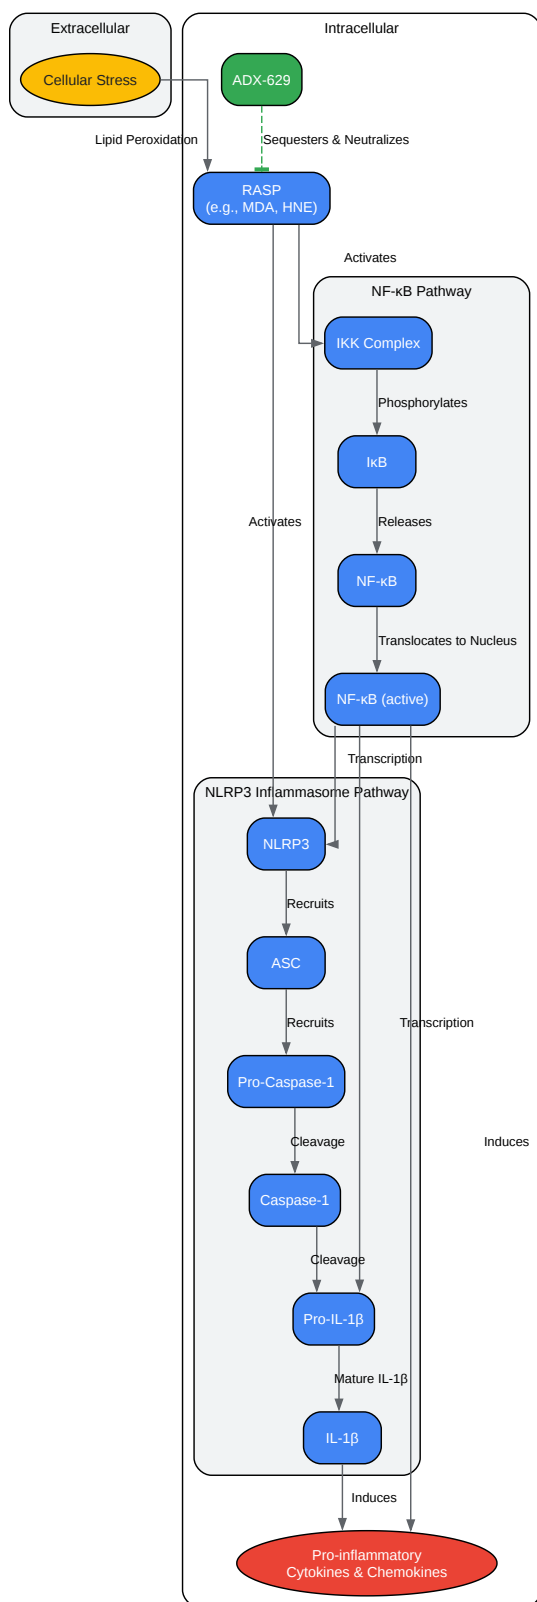 Extracellular
Intracellular
Cellular Stress
ADX-629
Lipid Peroxidation
Sequesters & Neutralizes
RASP
(e.g., MDA, HNE)
Activates
NF-κB Pathway
IKK Complex
Phosphorylates
IκB
Activates
Releases
NF-κB
Translocates to Nucleus
NF-κB (active)
Transcription
NLRP3 Inflammasome Pathway
NLRP3
Recruits
ASC
Recruits
Transcription
Pro-Caspase-1
Cleavage
Induces
Caspase-1
Cleavage
Pro-IL-1β
Mature IL-1β
IL-1β
Induces
Pro-inflammatory
Cytokines & Chemokines